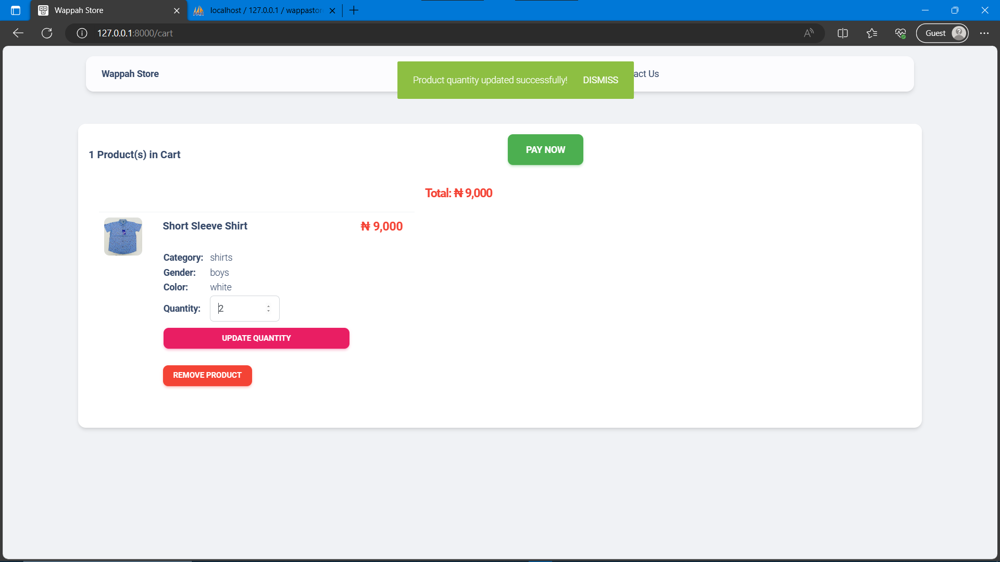 Wappah Store
localhost / 127.0.0.1 / wappastor
127.0.0.1:8000/cart
Guest
Wappah Store
Product quantity updated successfully! DISMISS
act Us
1 Product(s) in Cart
PAY NOW
Total: ₦ 9,000
Short Sleeve Shirt
₦ 9,000
Category: shirts
Gender: boys
Color: white
Quantity: 2
UPDATE QUANTITY
REMOVE PRODUCT